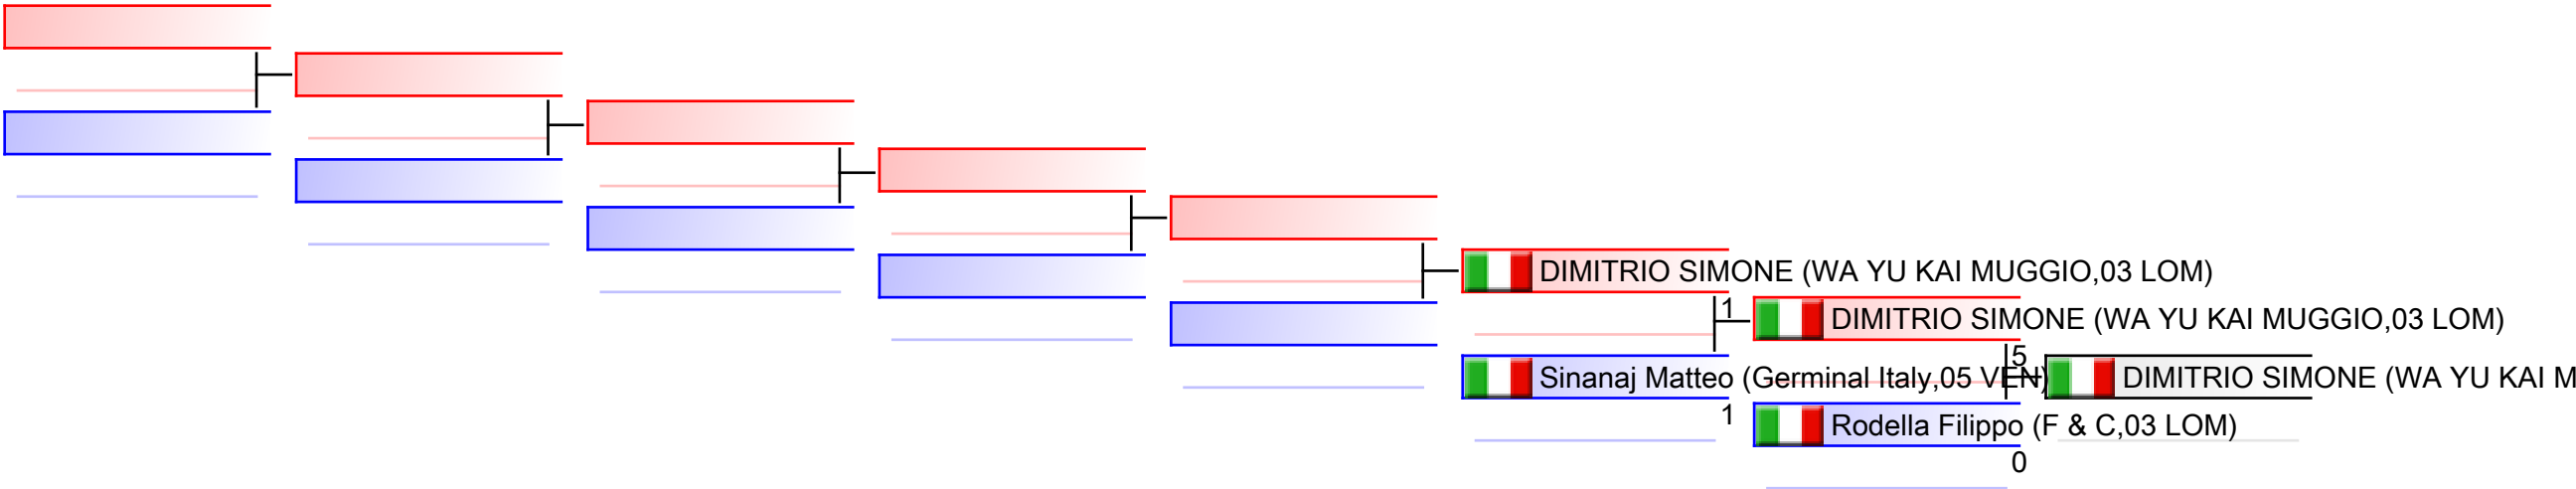 DIMITRIO SIMONE (WA YU KAI MUGGIO,03 LOM)
1
DIMITRIO SIMONE (WA YU KAI MUGGIO,03 LOM)
5
Sinanaj Matteo (Germinal Italy,05 VEN)
DIMITRIO SIMONE (WA YU KAI M
1
Rodella Filippo (F & C,03 LOM)
0